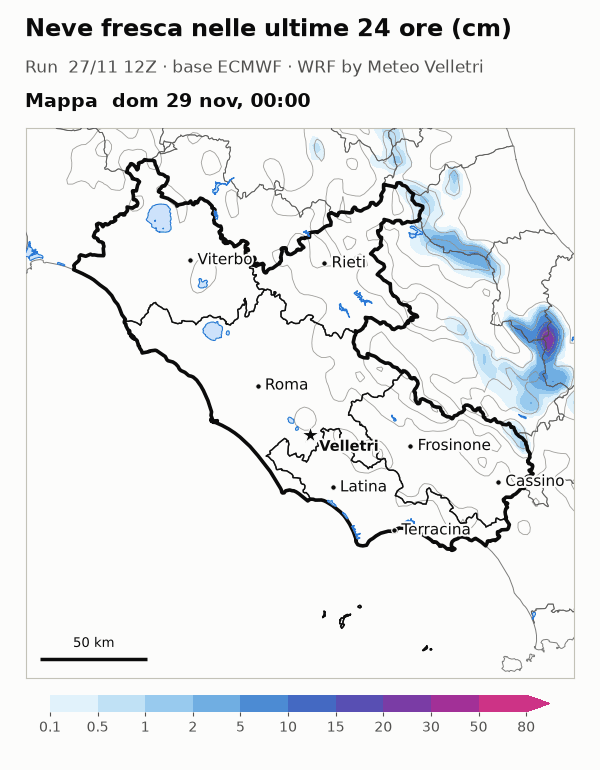 Neve fresca nelle ultime 24 ore (cm)
Run 27/11 12Z · base ECMWF · WRF by Meteo Velletri
Mappa dom 29 nov, 00:00
Viterbo
Rieti
Roma
Velletri
Frosinone
Latina
Cassino
Terracina
50 km
0.1 0.5 1 2 5 10 15 20 30 50 80